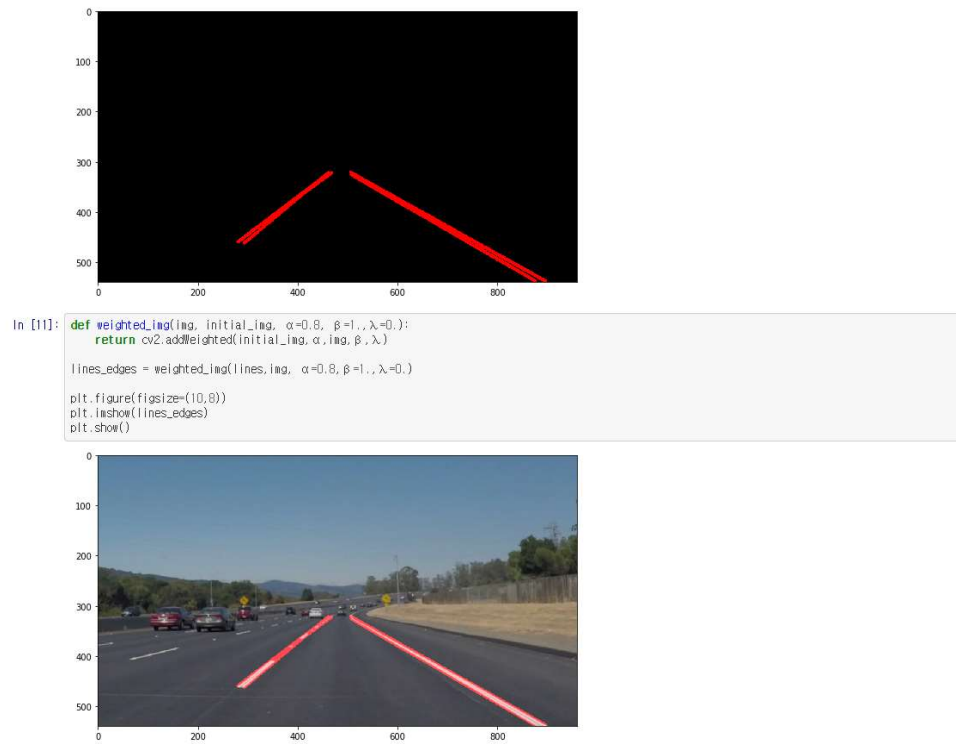 0
100
200
300
400
500
0 200 400 600 800
In [11]: def weighted_img(img, initial_img, α=0.8, β=1.,λ=0.):
return cv2.addWeighted(initial_img,α,img,β,λ)
lines_edges = weighted_img(lines,img, α=0.8,β=1.,λ=0.)
plt.figure(figsize=(10,8))
plt.imshow(lines_edges)
plt.show()
0
100
200
300
400
500
0 200 400 600 800